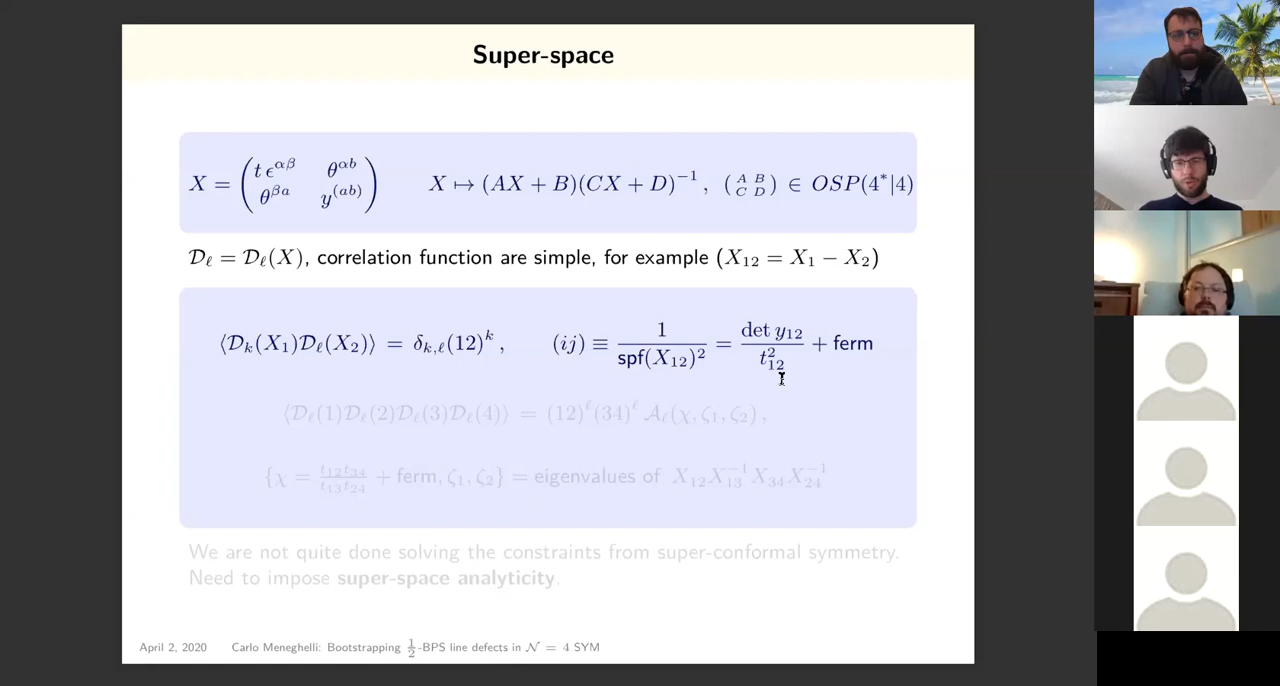 Super-space
X = ( t ϵ^{αβ} θ^{αb} ; θ^{βa} y^{(ab)} ) X ↦ (AX + B)(CX + D)^{−1} , ( A B ; C D ) ∈ OSP(4*|4)
𝒟_ℓ = 𝒟_ℓ(X), correlation function are simple, for example (X_{12} = X_1 − X_2)
⟨𝒟_k(X_1)𝒟_ℓ(X_2)⟩ = δ_{k,ℓ}(12)^k , (ij) ≡ 1/spf(X_{12})^2 = det y_{12}/t_{12}^2 + ferm
⟨𝒟_ℓ(1)𝒟_ℓ(2)𝒟_ℓ(3)𝒟_ℓ(4)⟩ = (12)^ℓ(34)^ℓ 𝒜_ℓ(χ, ζ_1, ζ_2) ,
{χ = t_{12}t_{34}/t_{13}t_{24} + ferm, ζ_1, ζ_2} = eigenvalues of X_{12}X_{13}^{−1}X_{34}X_{24}^{−1}
We are not quite done solving the constraints from super-conformal symmetry.
Need to impose super-space analyticity.
April 2, 2020 Carlo Meneghelli: Bootstrapping 1/2-BPS line defects in 𝒩 = 4 SYM